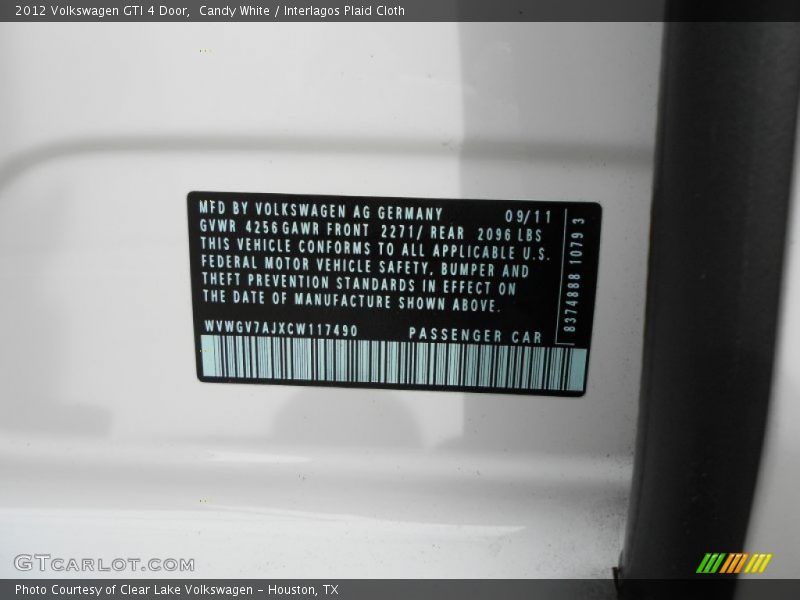 2012 Volkswagen GTI 4 Door,  Candy White / Interlagos Plaid Cloth
MFD BY VOLKSWAGEN AG GERMANY 09/11
GVWR 4256 GAWR FRONT 2271/ REAR 2096 LBS
THIS VEHICLE CONFORMS TO ALL APPLICABLE U.S.
FEDERAL MOTOR VEHICLE SAFETY, BUMPER AND
THEFT PREVENTION STANDARDS IN EFFECT ON
THE DATE OF MANUFACTURE SHOWN ABOVE.
WVWGV7AJXCW117490 PASSENGER CAR
83748888 1079 3
GTCARLOT.COM
Photo Courtesy of Clear Lake Volkswagen - Houston, TX